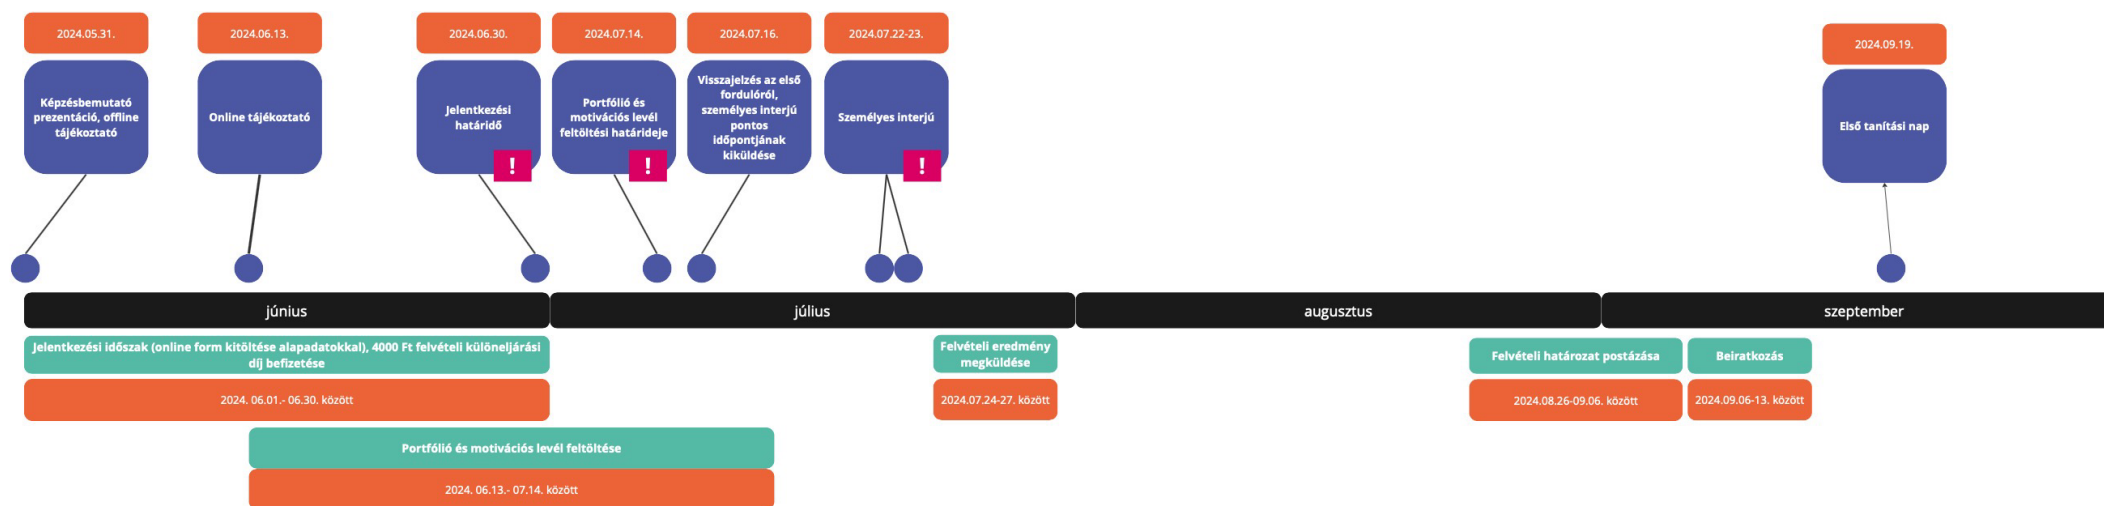 2024.05.31.
Képzésbemutató
prezentáció, offline
tájékoztató
2024.06.13.
Online tájékoztató
2024.06.30.
Jelentkezési
határidő
!
2024.07.14.
Portfólió és
motivációs levél
feltöltési határideje
!
2024.07.16.
Visszajelzés az első
fordulóról,
személyes interjú
pontos
időpontjának
kiküldése
2024.07.22-23.
Személyes interjú
!
2024.09.19.
Első tanítási nap
június
július
augusztus
szeptember
Jelentkezési időszak (online form kitöltése alapadatokkal), 4000 Ft felvételi különeljárási
díj befizetése
2024. 06.01.- 06.30. között
Felvételi eredmény
megküldése
2024.07.24-27. között
Felvételi határozat postázása
2024.08.26-09.06. között
Beiratkozás
2024.09.06-13. között
Portfólió és motivációs levél feltöltése
2024. 06.13.- 07.14. között